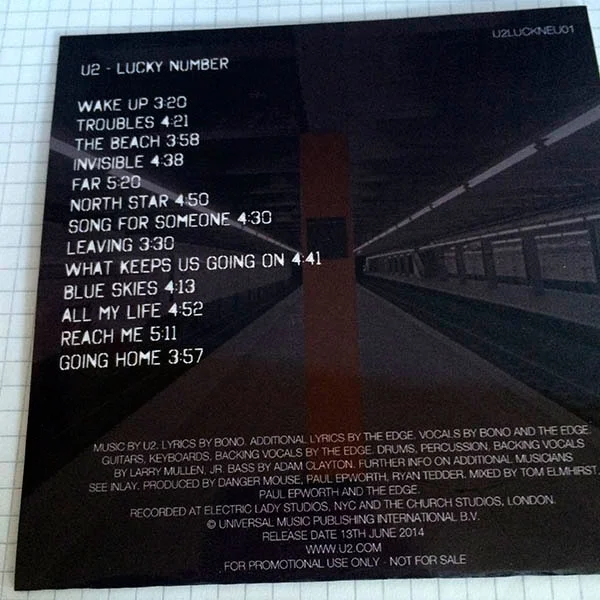 U2LUCKNEU01
U2 - LUCKY NUMBER
WAKE UP 3:20
TROUBLES 4:21
THE BEACH 3:58
INVISIBLE 4:38
FAR 5:20
NORTH STAR 4:50
SONG FOR SOMEONE 4:30
LEAVING 3:30
WHAT KEEPS US GOING ON 4:41
BLUE SKIES 4:13
ALL MY LIFE 4:52
REACH ME 5:11
GOING HOME 3:57
MUSIC BY U2. LYRICS BY BONO. ADDITIONAL LYRICS BY THE EDGE. VOCALS BY BONO AND THE EDGE.
GUITARS, KEYBOARDS, BACKING VOCALS BY THE EDGE. DRUMS, PERCUSSION, BACKING VOCALS
BY LARRY MULLEN, JR. BASS BY ADAM CLAYTON. FURTHER INFO ON ADDITIONAL MUSICIANS
SEE INLAY. PRODUCED BY DANGER MOUSE, PAUL EPWORTH, RYAN TEDDER. MIXED BY TOM ELMHIRST,
PAUL EPWORTH AND THE EDGE.
RECORDED AT ELECTRIC LADY STUDIOS, NYC AND THE CHURCH STUDIOS, LONDON.
© UNIVERSAL MUSIC PUBLISHING INTERNATIONAL B.V.
RELEASE DATE 13TH JUNE 2014
WWW.U2.COM
FOR PROMOTIONAL USE ONLY - NOT FOR SALE